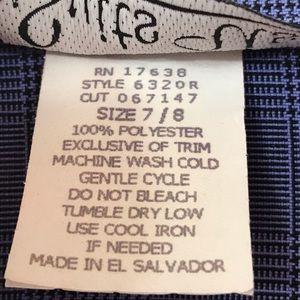 RN 17638
STYLE 6320R
CUT 067147
SIZE 7/8
100% POLYESTER
EXCLUSIVE OF TRIM
MACHINE WASH COLD
GENTLE CYCLE
DO NOT BLEACH
TUMBLE DRY LOW
USE COOL IRON
IF NEEDED
MADE IN EL SALVADOR